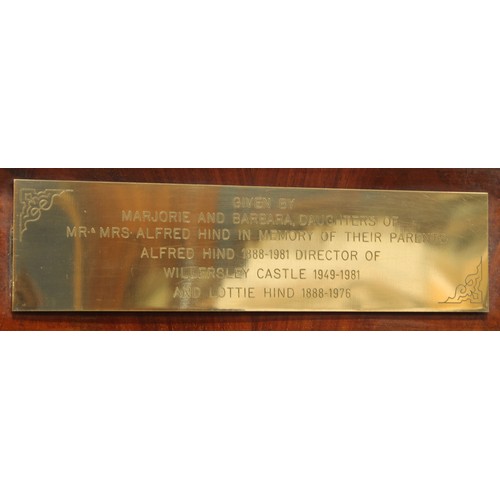 GIVEN BY
MARJORIE AND BARBARA, DAUGHTERS OF
MR & MRS ALFRED HIND IN MEMORY OF THEIR PARENTS
ALFRED HIND 1888-1981 DIRECTOR OF
WILLERSLEY CASTLE 1949-1981
AND LOTTIE HIND 1888-1976